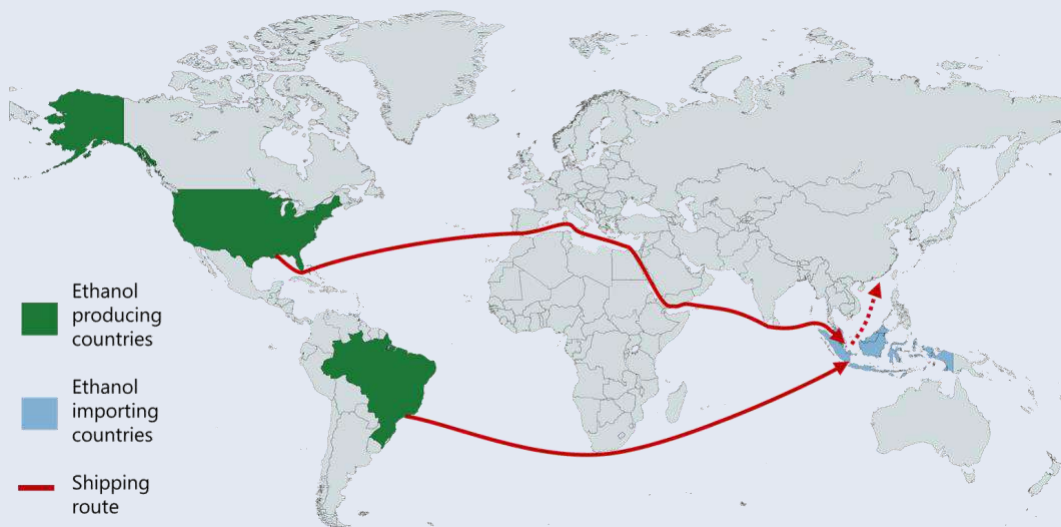 Ethanol
producing
countries
Ethanol
importing
countries
Shipping
route